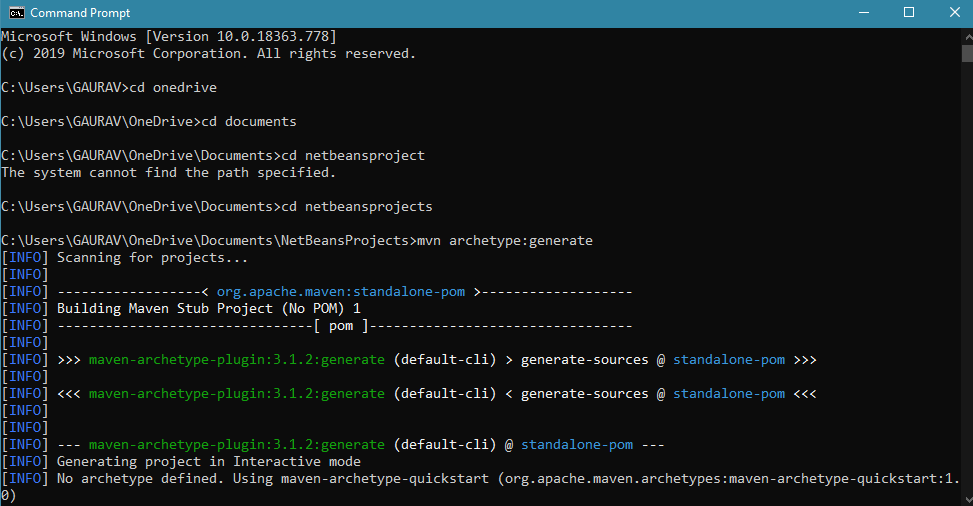 Command Prompt
Microsoft Windows [Version 10.0.18363.778]
(c) 2019 Microsoft Corporation. All rights reserved.
C:\Users\GAURAV>cd onedrive
C:\Users\GAURAV\OneDrive>cd documents
C:\Users\GAURAV\OneDrive\Documents>cd netbeansproject
The system cannot find the path specified.
C:\Users\GAURAV\OneDrive\Documents>cd netbeansprojects
C:\Users\GAURAV\OneDrive\Documents\NetBeansProjects>mvn archetype:generate
[INFO] Scanning for projects...
[INFO]
[INFO] ------------------< org.apache.maven:standalone-pom >-------------------
[INFO] Building Maven Stub Project (No POM) 1
[INFO] --------------------------------[ pom ]---------------------------------
[INFO]
[INFO] >>> maven-archetype-plugin:3.1.2:generate (default-cli) > generate-sources @ standalone-pom >>>
[INFO]
[INFO] <<< maven-archetype-plugin:3.1.2:generate (default-cli) < generate-sources @ standalone-pom <<<
[INFO]
[INFO]
[INFO] --- maven-archetype-plugin:3.1.2:generate (default-cli) @ standalone-pom ---
[INFO] Generating project in Interactive mode
[INFO] No archetype defined. Using maven-archetype-quickstart (org.apache.maven.archetypes:maven-archetype-quickstart:1.
0)